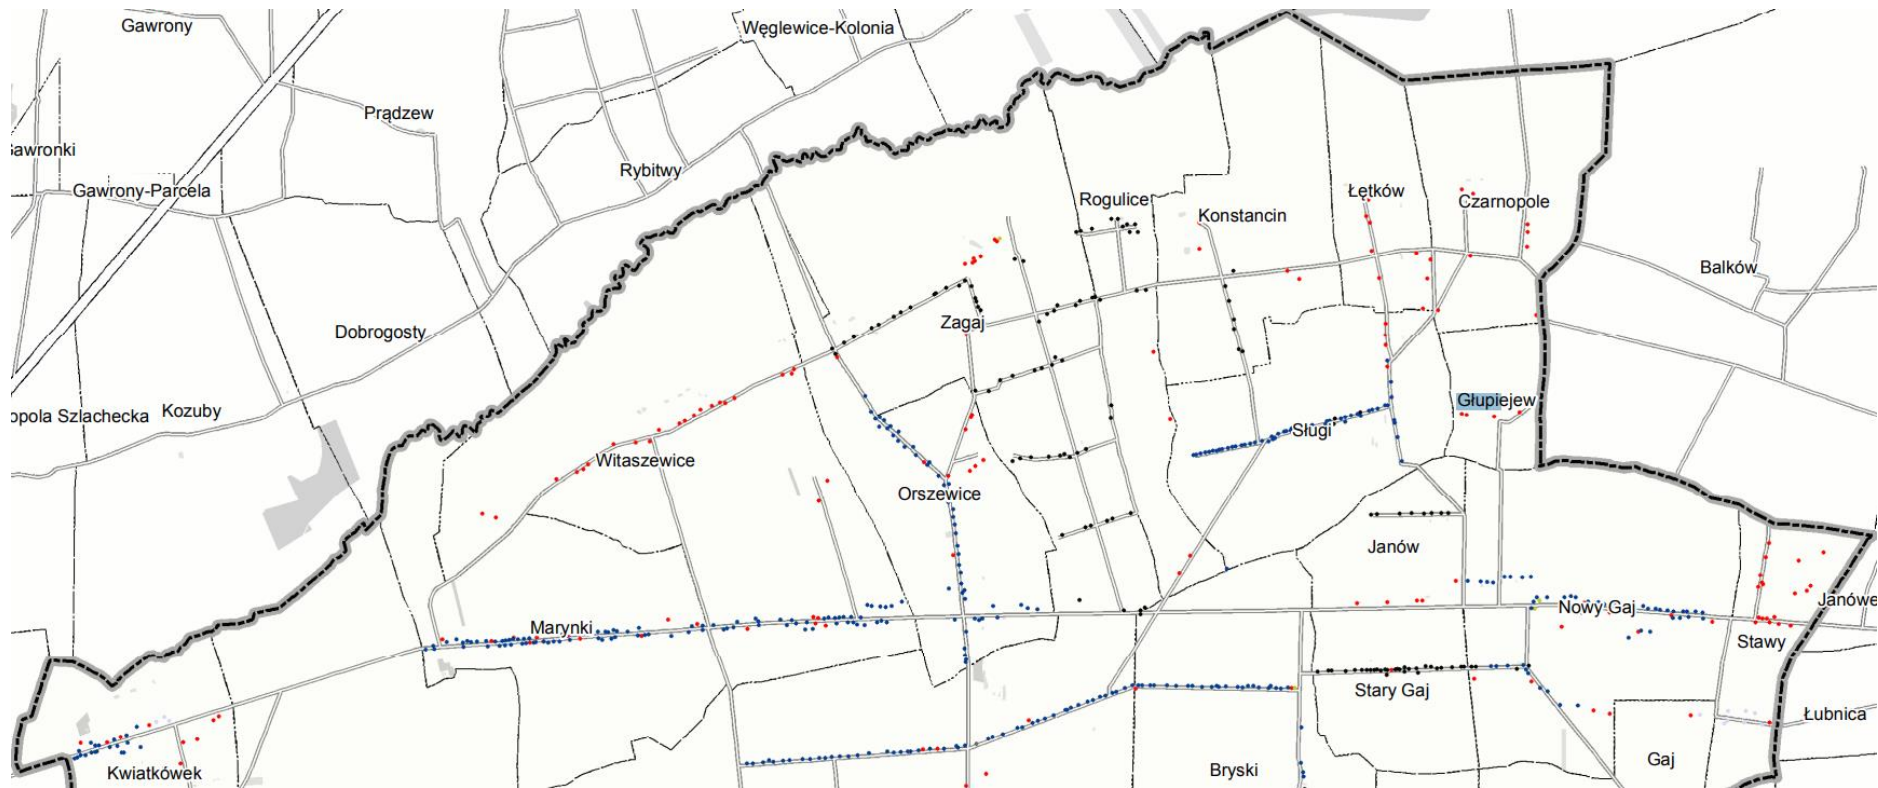 Gawrony
Węglewice-Kolonia
Prądzew
Gawronki
Rybitwy
Gawrony-Parcela
Rogulice
Łętków
Czarnopole
Konstancin
Balków
Zagaj
Dobrogosty
Głupiejew
opola Szlachecka
Kozuby
Sługi
Witaszewice
Orszewice
Janów
Janówe
Nowy Gaj
Marynki
Stawy
Stary Gaj
Łubnica
Gaj
Bryski
Kwiatkówek